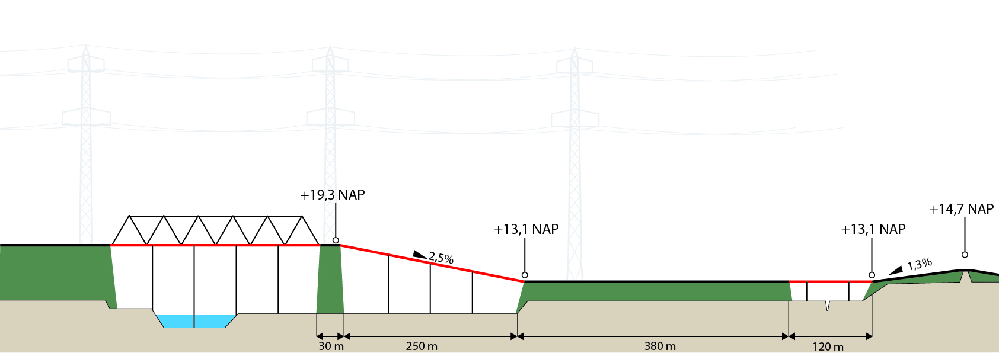 +19,3 NAP
+14,7 NAP
+13,1 NAP
+13,1 NAP
2,5%
1,3%
30 m
250 m
380 m
120 m